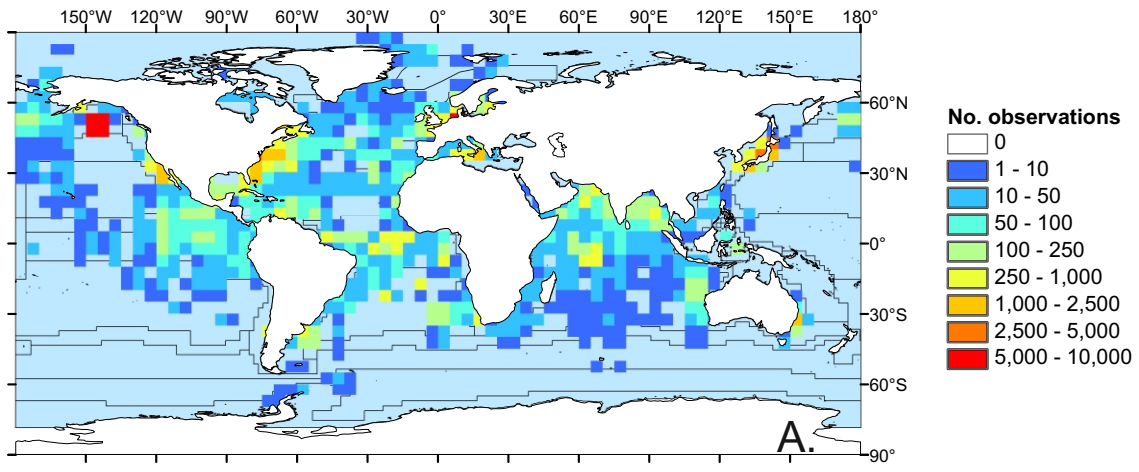 150°W 120°W 90°W 60°W 30°W 0° 30°E 60°E 90°E 120°E 150°E 180°
60°N
30°N
0°
30°S
60°S
90°
No. observations
0
1 - 10
10 - 50
50 - 100
100 - 250
250 - 1,000
1,000 - 2,500
2,500 - 5,000
5,000 - 10,000
A.